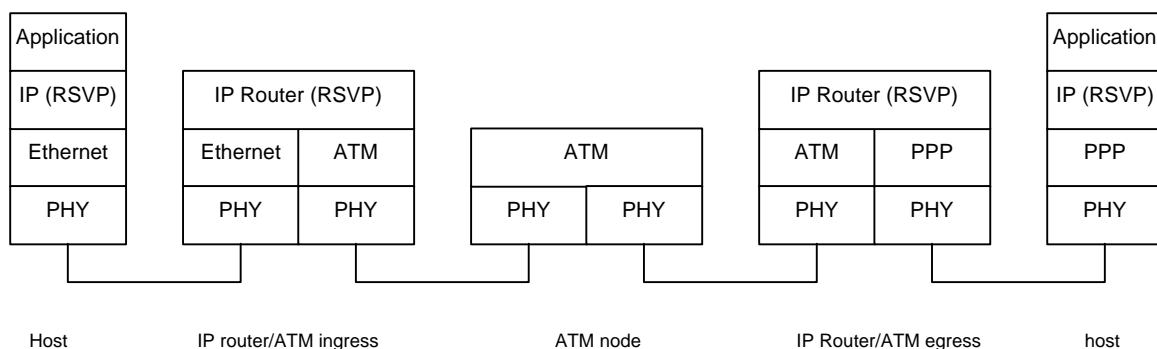 Application
Application
IP (RSVP)
IP Router (RSVP)
IP Router (RSVP)
IP (RSVP)
Ethernet
Ethernet
ATM
ATM
ATM
PPP
PPP
PHY
PHY
PHY
PHY
PHY
PHY
PHY
PHY
Host
IP router/ATM ingress
ATM node
IP Router/ATM egress
host